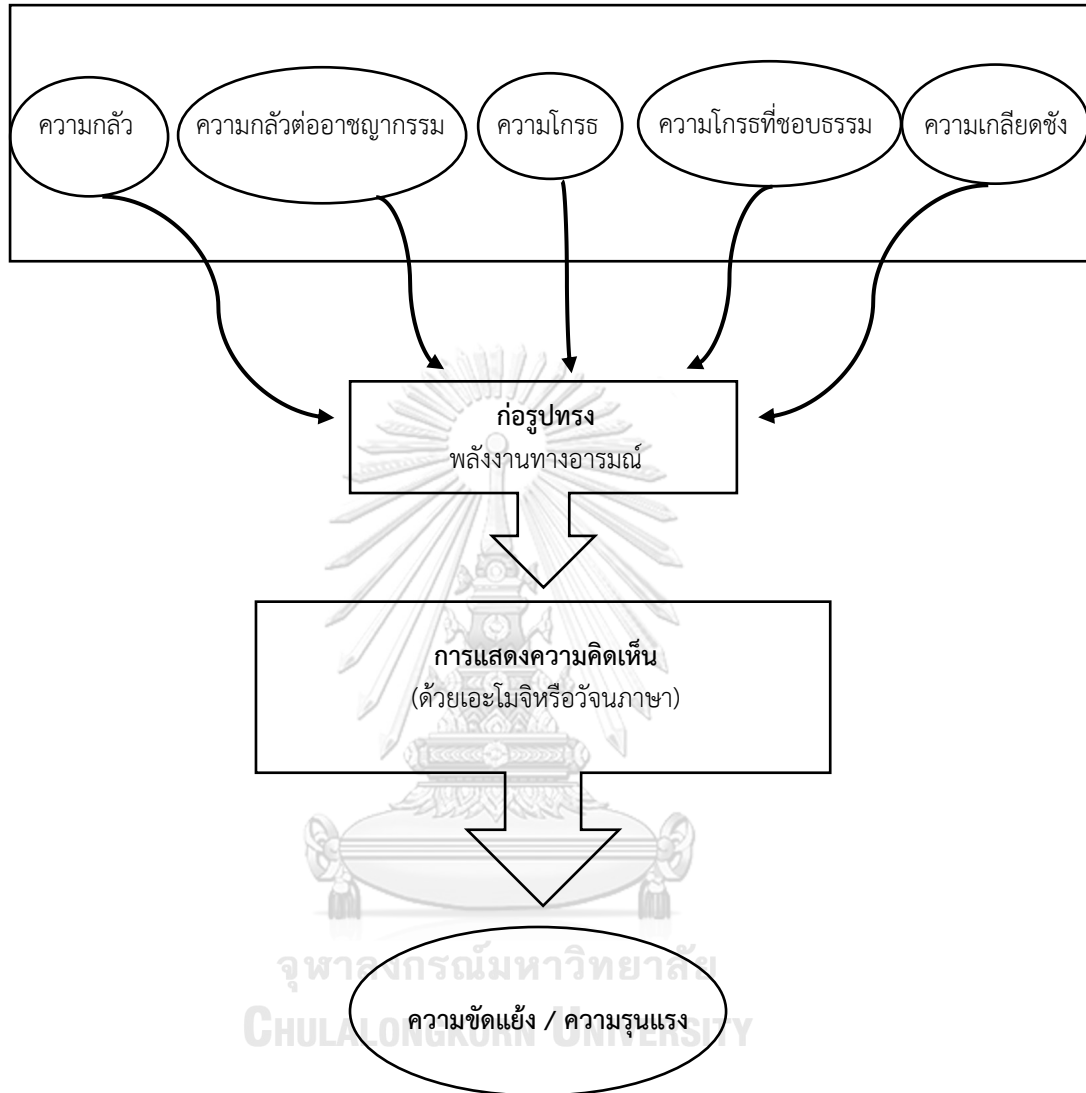 ความกลัว
ความกลัวต่ออาชญากรรม
ความโกรธ
ความโกรธที่ชอบธรรม
ความเกลียดชัง
ก่อรูปทรง
พลังงานทางอารมณ์
การแสดงความคิดเห็น
(ด้วยเอะโมจิหรือวัจนภาษา)
จุฬาลงกรณ์มหาวิทยาลัย
ความขัดแย้ง / ความรุนแรง
CHULALONGKORN UNIVERSITY